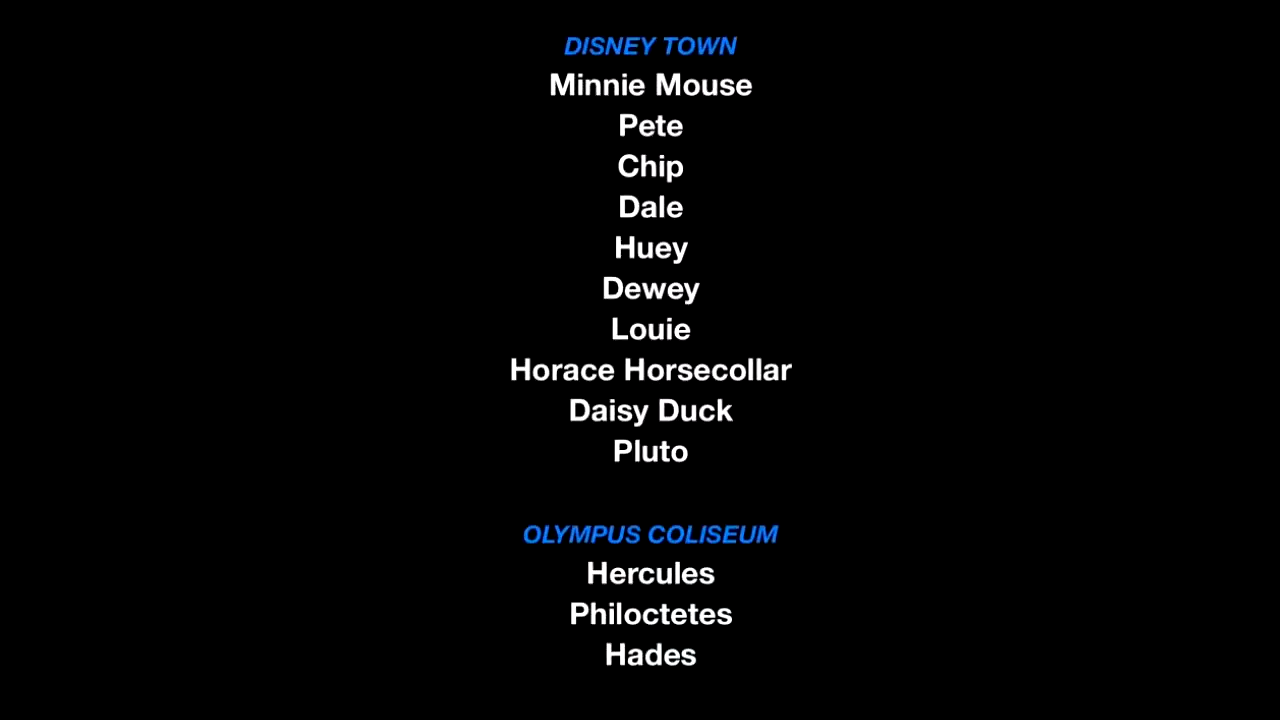 DISNEY TOWN
Minnie Mouse
Pete
Chip
Dale
Huey
Dewey
Louie
Horace Horsecollar
Daisy Duck
Pluto
OLYMPUS COLISEUM
Hercules
Philoctetes
Hades